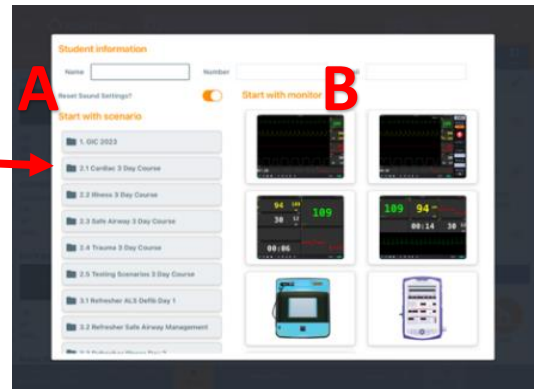 Student information
Name
Number
Reset Sound Settings?
A
Start with monitor
B
Start with scenario
1. GIC 2023
2.1 Cardiac 3 Day Course
2.2 Illness 3 Day Course
2.3 Safe Airway 3 Day Course
2.4 Trauma 3 Day Course
2.5 Testing Scenarios 3 Day Course
3.1 Refresher ALS Defib Day 1
3.2 Refresher Safe Airway Management
94
109
30
00:06
109
94
00:14
30